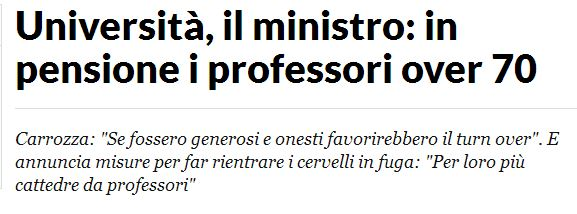 Università, il ministro: in
pensione i professori over 70
Carrozza: "Se fossero generosi e onesti favorirebbero il turn over". E
annuncia misure per far rientrare i cervelli in fuga: "Per loro più
cattedre da professori"